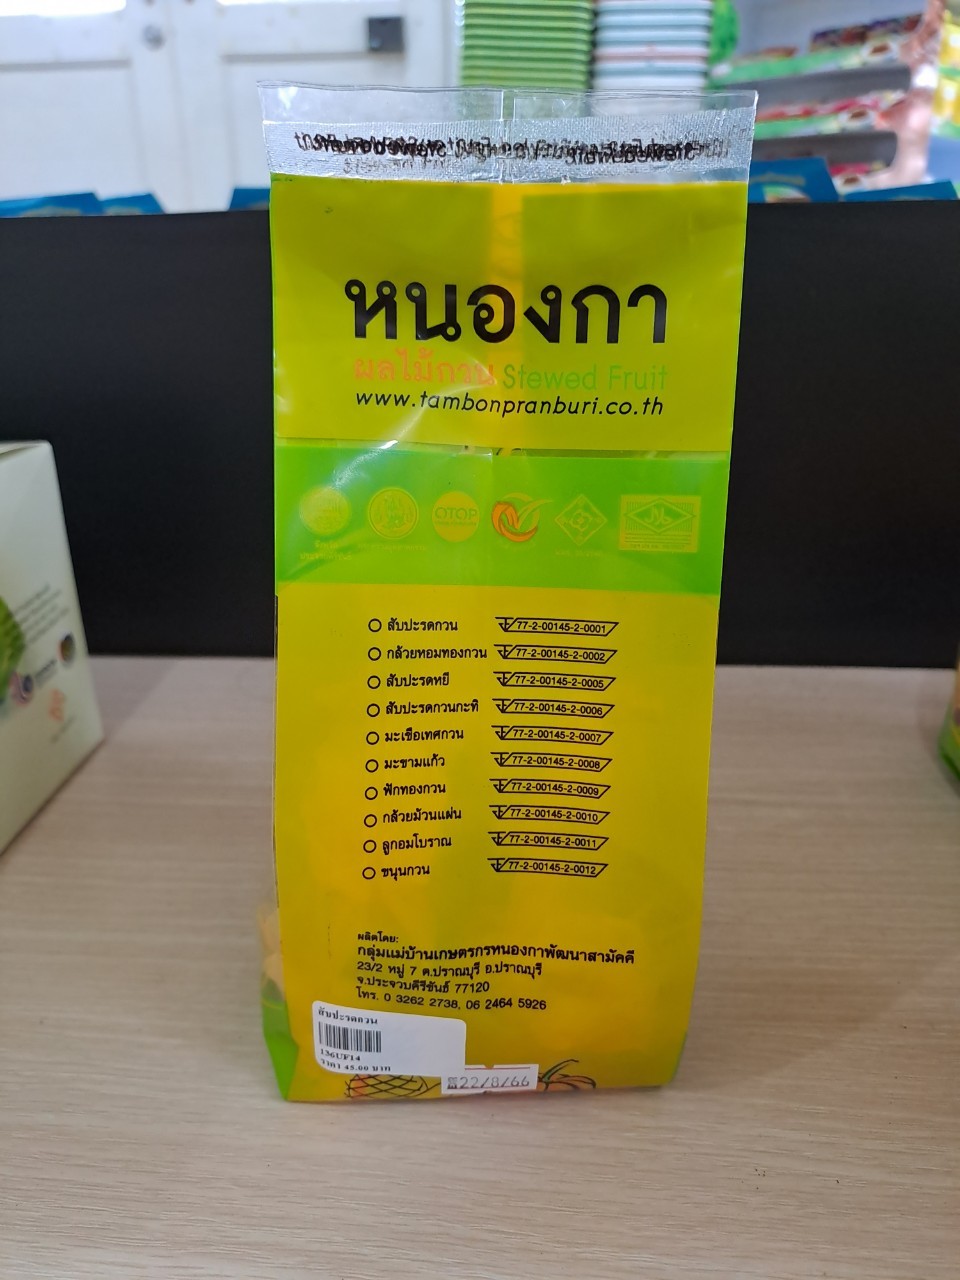 หนองกา
ผลไม้กวน Stewed Fruit
www.tambonpranburi.co.th
OTOP
สับปะรดกวน 77-2-00145-2-0001
กล้วยหอมทองกวน 77-2-00145-2-0002
สับปะรดหยี 77-2-00145-2-0005
สับปะรดกวนกะทิ 77-2-00145-2-0006
มะเขือเทศกวน 77-2-00145-2-0007
มะขามแก้ว 77-2-00145-2-0008
ฟักทองกวน 77-2-00145-2-0009
กล้วยม้วนแผ่น 77-2-00145-2-0010
ลูกอมโบราณ 77-2-00145-2-0011
ขนุนกวน 77-2-00145-2-0012
ผลิตโดย:
กลุ่มแม่บ้านเกษตรกรหนองกาพัฒนาสามัคคี
23/2 หมู่ 7 ต.ปราณบุรี อ.ปราณบุรี
จ.ประจวบคีรีขันธ์ 77120
โทร. 0 3262 2738, 06 2464 5926
สับปะรดกวน
136UF14
ราคา 45.00 บาท
22/8/66